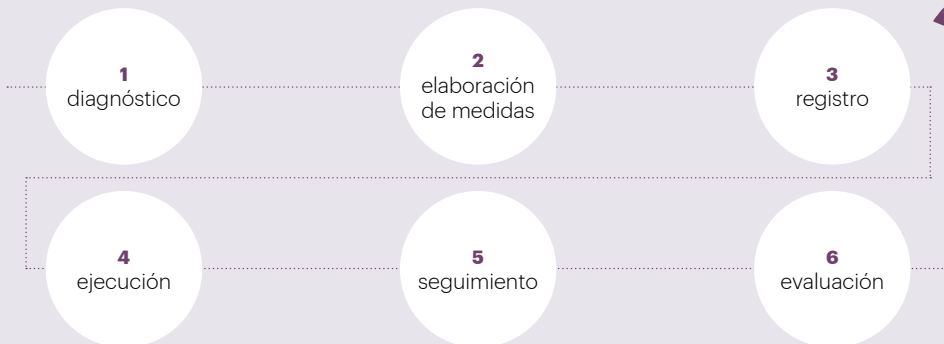 1
diagnóstico
2
elaboración
de medidas
3
registro
4
ejecución
5
seguimiento
6
evaluación